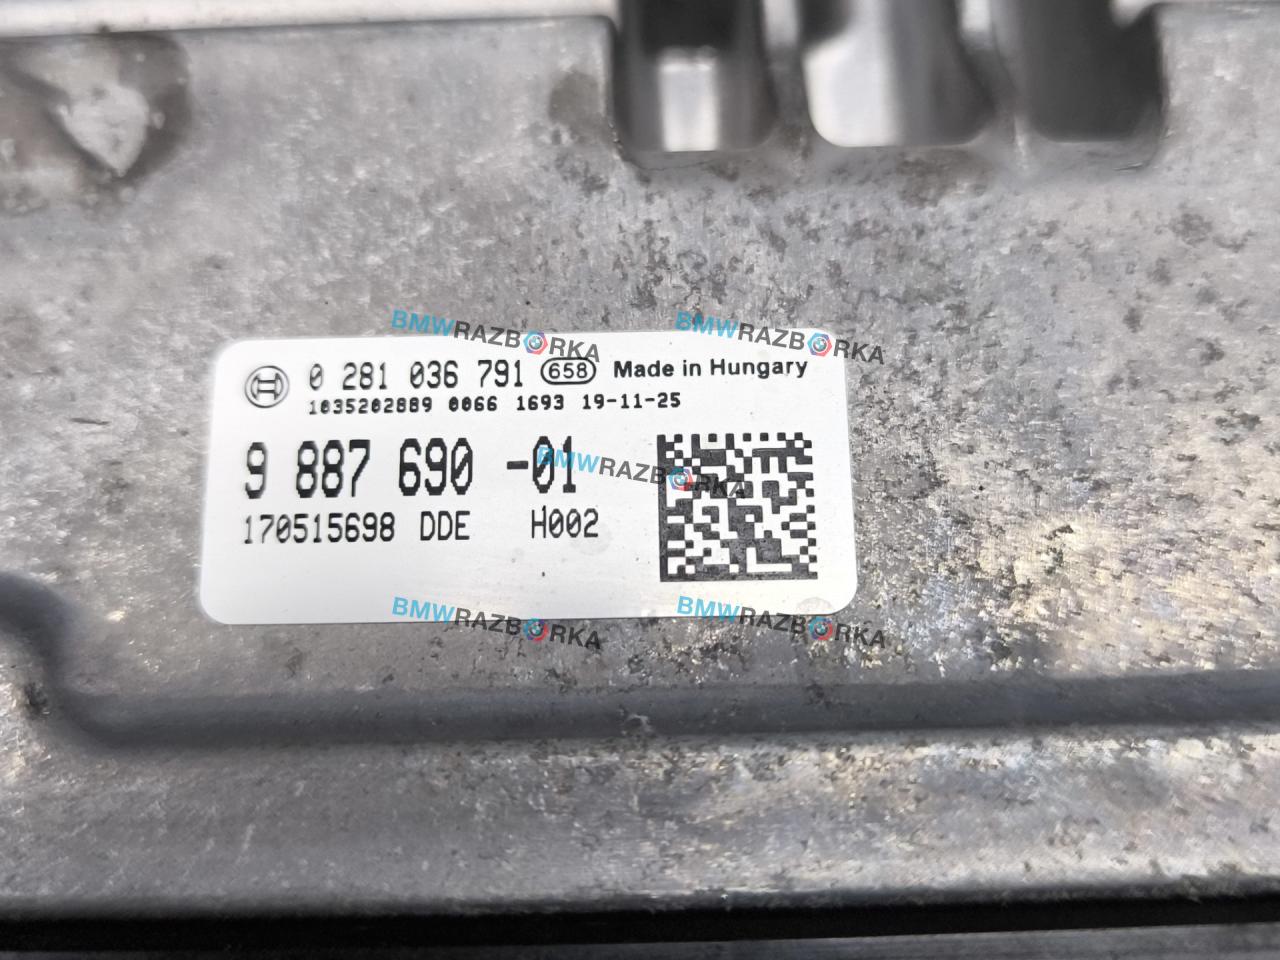 BMWRAZBORKA BMWRAZBORKA
0 281 036 791 658 Made in Hungary
1035202889 0066 1693 19-11-25
9 887 690 -01
BMWRAZBORKA
170515698 DDE H002
BMWRAZBORKA BMWRAZBORKA